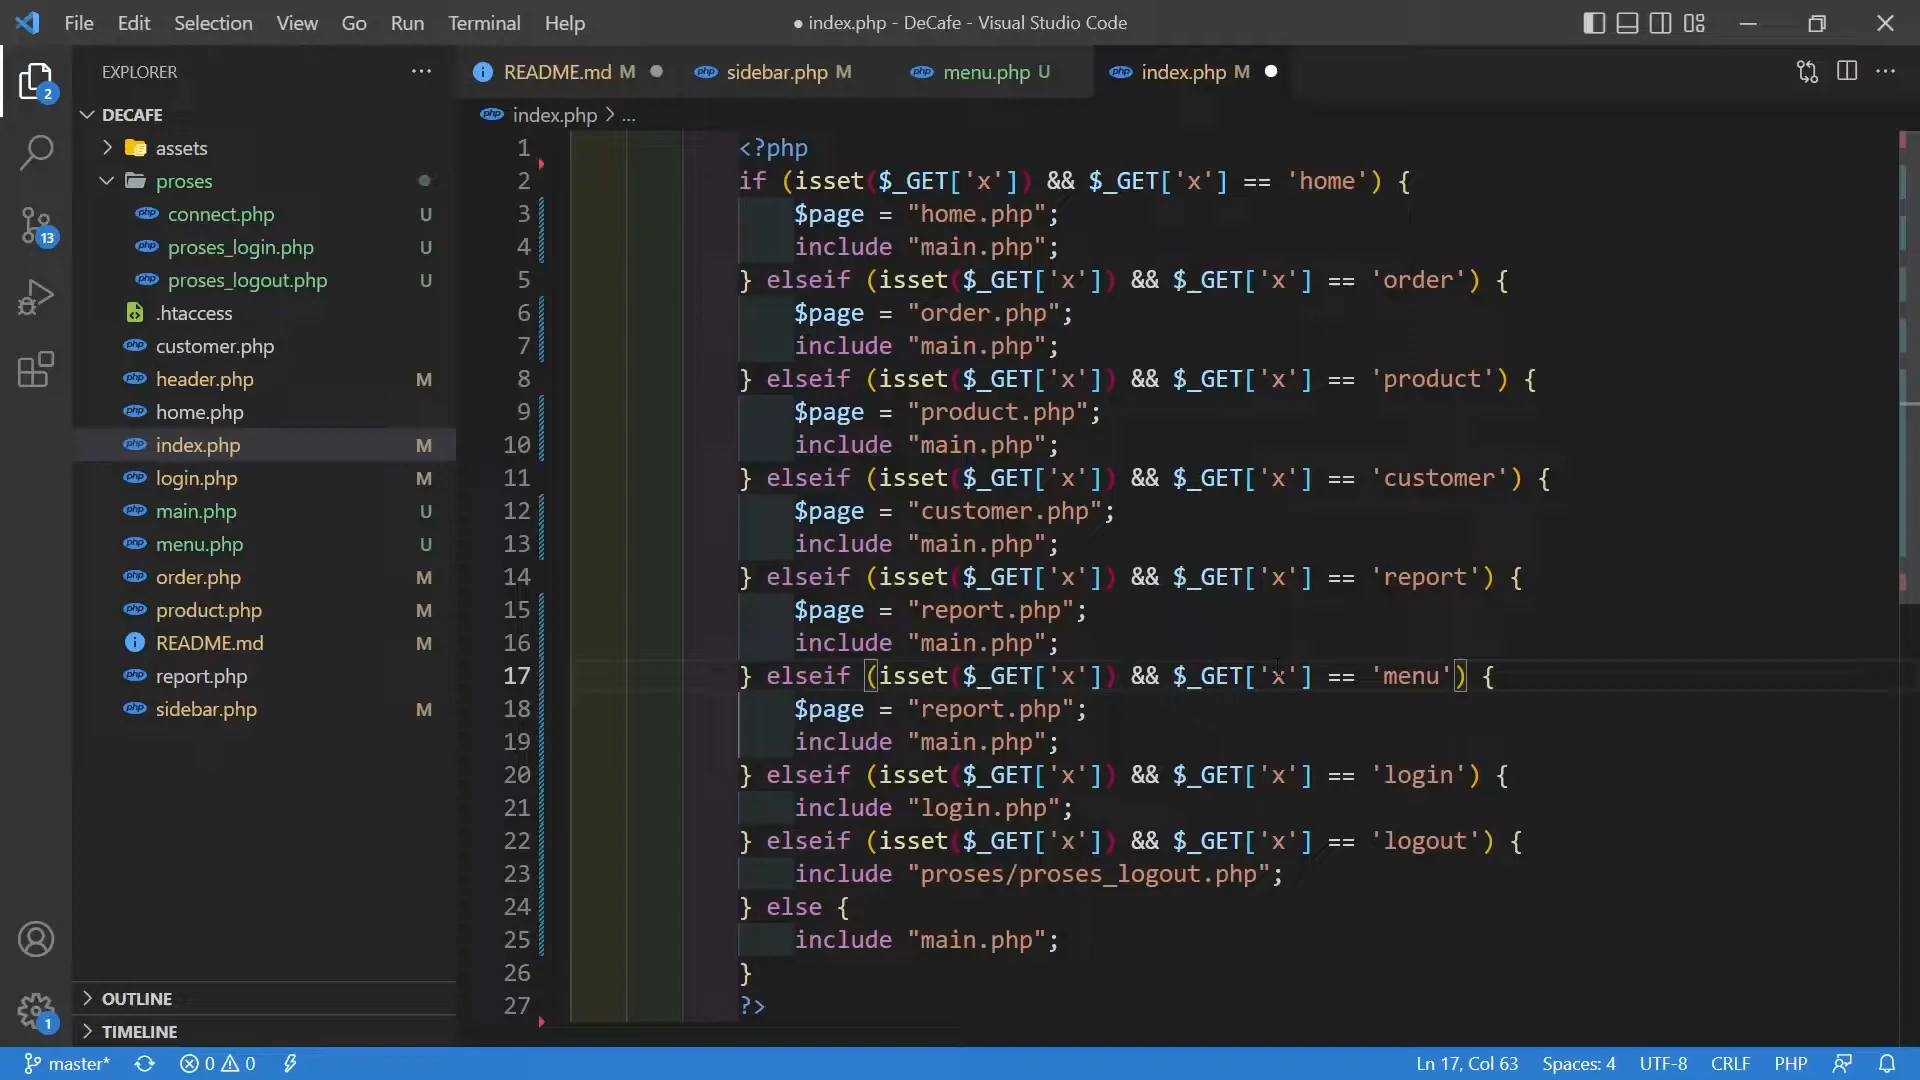 File Edit Selection View Go Run Terminal Help
● index.php - DeCafe - Visual Studio Code
EXPLORER ...
README.md M
sidebar.php M
menu.php U
index.php M
2
DECAFE
index.php > ...
assets
proses
connect.php U
proses_login.php U
13
proses_logout.php U
.htaccess
customer.php
header.php M
home.php
index.php M
login.php M
main.php U
menu.php U
order.php M
product.php M
README.md M
report.php
sidebar.php M
OUTLINE
TIMELINE
1
1 <?php
2 if (isset($_GET['x']) && $_GET['x'] == 'home') {
3 $page = "home.php";
4 include "main.php";
5 } elseif (isset($_GET['x']) && $_GET['x'] == 'order') {
6 $page = "order.php";
7 include "main.php";
8 } elseif (isset($_GET['x']) && $_GET['x'] == 'product') {
9 $page = "product.php";
10 include "main.php";
11 } elseif (isset($_GET['x']) && $_GET['x'] == 'customer') {
12 $page = "customer.php";
13 include "main.php";
14 } elseif (isset($_GET['x']) && $_GET['x'] == 'report') {
15 $page = "report.php";
16 include "main.php";
17 } elseif (isset($_GET['x']) && $_GET['x'] == 'menu') {
18 $page = "report.php";
19 include "main.php";
20 } elseif (isset($_GET['x']) && $_GET['x'] == 'login') {
21 include "login.php";
22 } elseif (isset($_GET['x']) && $_GET['x'] == 'logout') {
23 include "proses/proses_logout.php";
24 } else {
25 include "main.php";
26 }
27 ?>
master* 0 0 Ln 17, Col 63 Spaces: 4 UTF-8 CRLF PHP